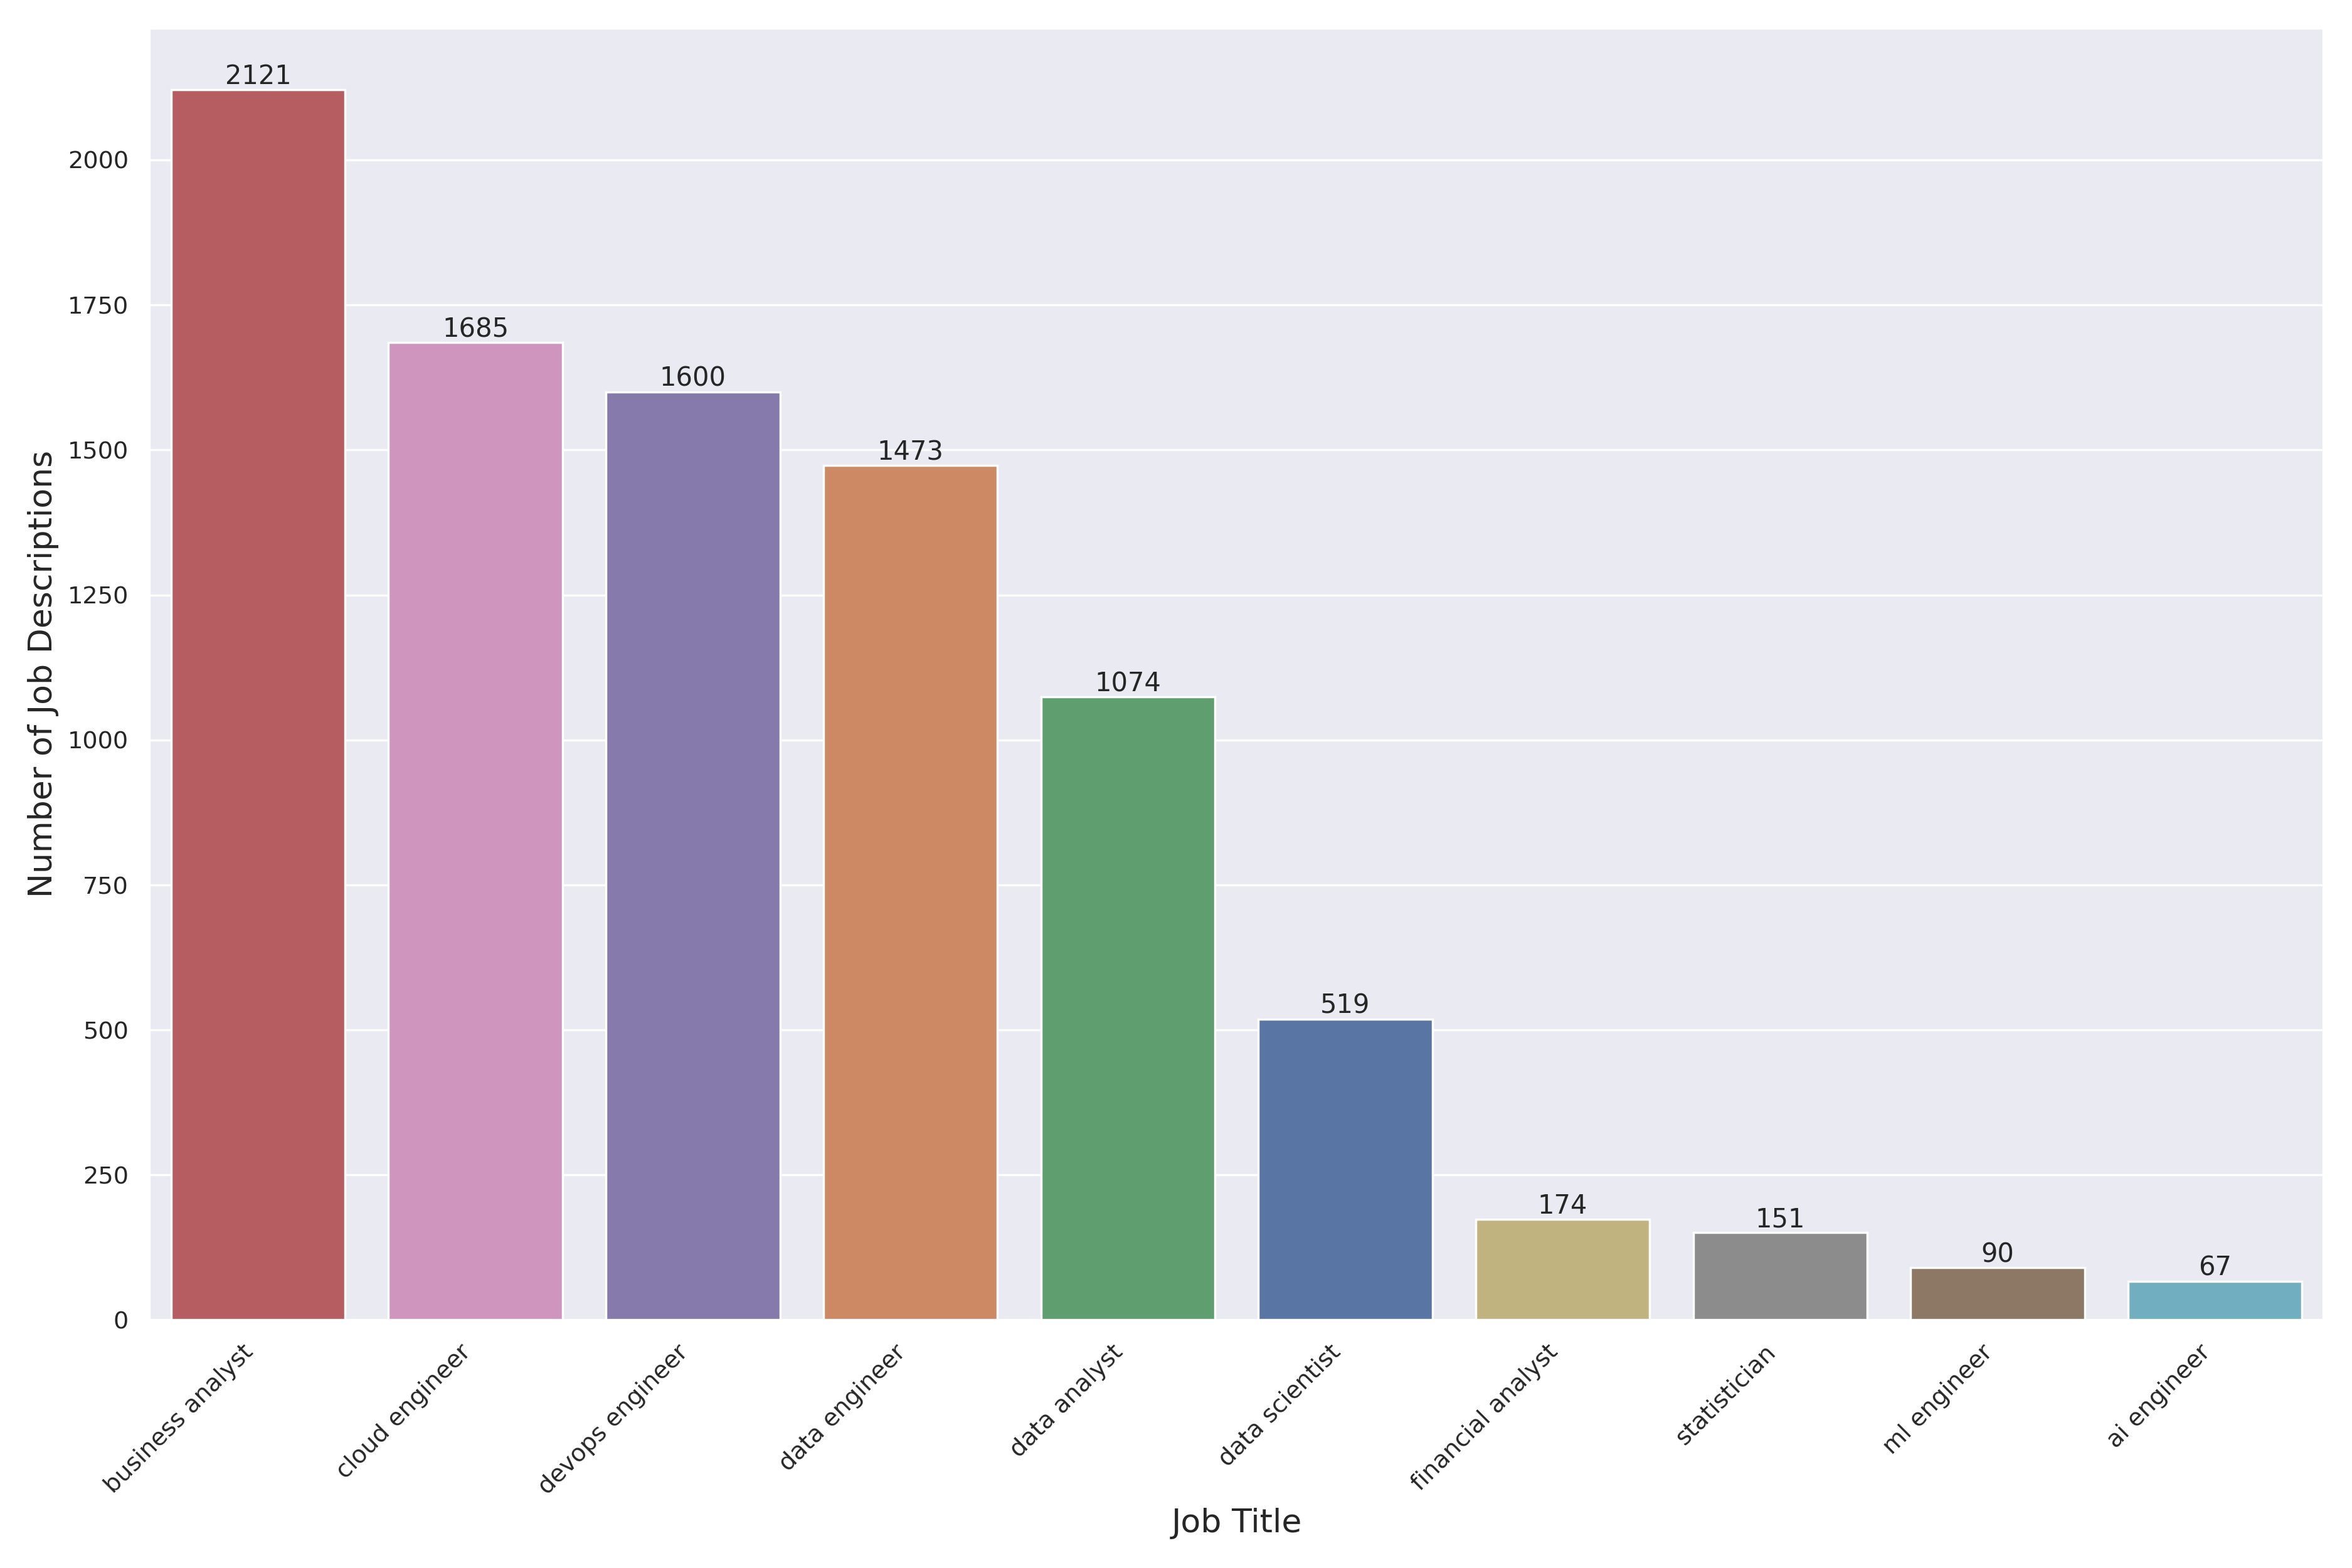 2121
1685
1600
1473
1074
519
174
151
90
67
2000
1750
1500
1250
1000
750
500
250
0
Number of Job Descriptions
business analyst
cloud engineer
devops engineer
data engineer
data analyst
data scientist
financial analyst
statistician
ml engineer
ai engineer
Job Title